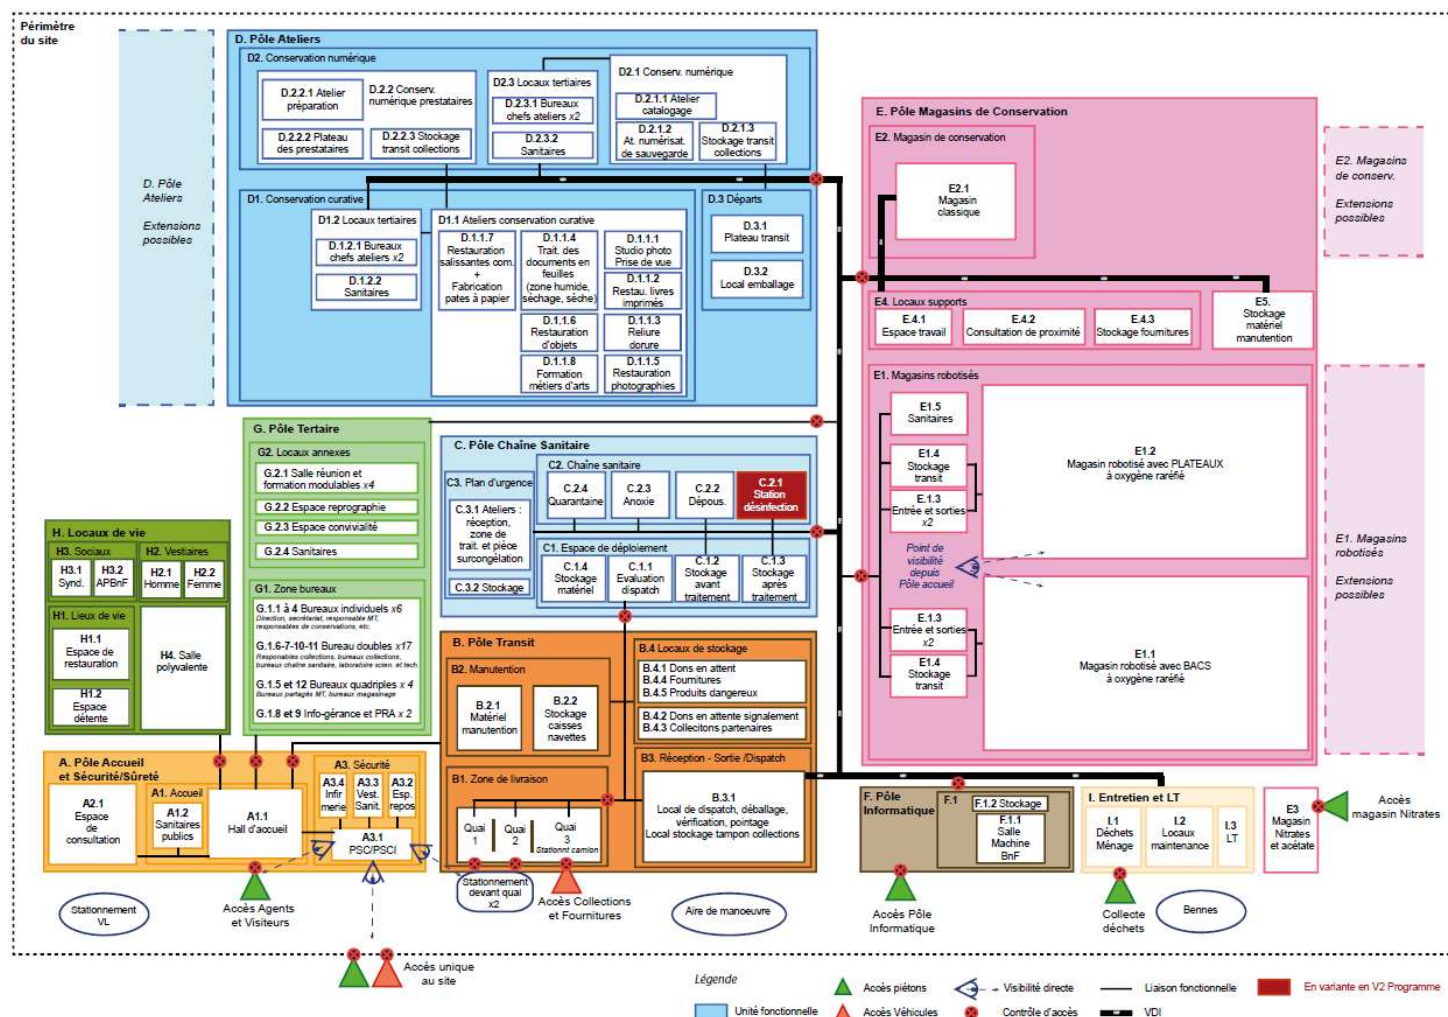 Périmètre
du site
D. Pôle
Ateliers
Extensions
possibles
D. Pôle Ateliers
D2. Conservation numérique
D.2.2.1 Atelier
préparation
D.2.2 Conserv.
numérique prestataires
D.2.2.2 Plateau
des prestataires
D.2.2.3 Stockage
transit collections
D2.3 Locaux tertiaires
D.2.3.1 Bureaux
chefs ateliers x2
D.2.3.2
Sanitaires
D2.1 Conserv. numérique
D.2.1.1 Atelier
catalogage
D.2.1.2
At. numérisat.
de sauvegarde
D.2.1.3
Stockage transit
collections
D1. Conservation curative
D1.2 Locaux tertiaires
D.1.2.1 Bureaux
chefs ateliers x2
D.1.2.2
Sanitaires
D1.1 Ateliers conservation curative
D.1.1.7
Restauration
salissantes com.
+
Fabrication
pates à papier
D.1.1.4
Trait. des
documents en
feuilles
(zone humide,
séchage, sèche)
D.1.1.6
Restauration
d'objets
D.1.1.8
Formation
métiers d'arts
D.1.1.1
Studio photo
Prise de vue
D.1.1.2
Restau. livres
imprimés
D.1.1.3
Reliure
dorure
D.1.1.5
Restauration
photographies
D.3 Départs
D.3.1
Plateau transit
D.3.2
Local emballage
E. Pôle Magasins de Conservation
E2. Magasin de conservation
E2.1
Magasin
classique
E4. Locaux supports
E.4.1
Espace travail
E.4.2
Consultation de proximité
E.4.3
Stockage fournitures
E5.
Stockage
matériel
manutention
E1. Magasins robotisés
E1.5
Sanitaires
E1.4
Stockage
transit
E1.3
Entrée et sorties
x2
Point de
visibilité
depuis
Pôle accueil
E1.3
Entrée et sorties
x2
E1.4
Stockage
transit
E1.2
Magasin robotisé avec PLATEAUX
à oxygène raréfié
E1.1
Magasin robotisé avec BACS
à oxygène raréfié
E2. Magasins
de conserv.
Extensions
possibles
E1. Magasins
robotisés
Extensions
possibles
G. Pôle Tertaire
G2. Locaux annexes
G.2.1 Salle réunion et
formation modulables x4
G.2.2 Espace reprographie
G.2.3 Espace convivialité
G.2.4 Sanitaires
G1. Zone bureaux
G.1.1 à 4 Bureaux individuels x6
Direction, secrétariat, responsable MT,
responsables de conservations, etc.
G.1.6-7-10-11 Bureau doubles x17
Responsables collections, bureaux collections,
bureaux chaîne sanitaire, laboratoire scien. et tech.
G.1.5 et 12 Bureaux quadriples x 4
Bureaux partagés MT, bureaux magasinage
G.1.8 et 9 Info-gérance et PRA x 2
C. Pôle Chaîne Sanitaire
C3. Plan d'urgence
C.3.1 Ateliers :
réception,
zone de
trait. et pièce
surcongélation
C.3.2 Stockage
C2. Chaîne sanitaire
C.2.4
Quarantaine
C.2.3
Anoxie
C.2.2
Dépous.
C.2.1
Station
désinfection
C1. Espace de déploiement
C.1.4
Stockage
matériel
C.1.1
Evaluation
dispatch
C.1.2
Stockage
avant
traitement
C.1.3
Stockage
après
traitement
H. Locaux de vie
H3. Sociaux
H3.1
Synd.
H3.2
APBnF
H2. Vestiaires
H2.1
Homme
H2.2
Femme
H1. Lieux de vie
H1.1
Espace de
restauration
H1.2
Espace
détente
H4. Salle
polyvalente
B. Pôle Transit
B2. Manutention
B.2.1
Matériel
manutention
B.2.2
Stockage
caisses
navettes
B.4 Locaux de stockage
B.4.1 Dons en attent
B.4.4 Fournitures
B.4.5 Produits dangereux
B.4.2 Dons en attente signalement
B.4.3 Collecitons partenaires
B1. Zone de livraison
Quai
1
Quai
2
Quai
3
Stationnt camion
B3. Réception - Sortie /Dispatch
B.3.1
Local de dispatch, déballage,
vérification, pointage
Local stockage tampon collections
A. Pôle Accueil
et Sécurité/Sûreté
A2.1
Espace
de
consultation
A1. Accueil
A1.2
Sanitaires
publics
A1.1
Hall d'accueil
A3. Sécurité
A3.4
Infir
merie
A3.3
Vest.
Sanit.
A3.2
Esp.
repos
A3.1
PSC/PSCI
F. Pôle
Informatique
F.1
F.1.2 Stockage
F.1.1
Salle
Machine
BnF
I. Entretien et LT
I.1
Déchets
Ménage
I.2
Locaux
maintenance
I.3
LT
E3
Magasin
Nitrates
et acétate
Accès
magasin Nitrates
Stationnement
VL
Accès Agents
et Visiteurs
Stationnement
devant quai
x2
Accès Collections
et Fournitures
Aire de manoeuvre
Accès Pôle
Informatique
Collecte
déchets
Bennes
Accès unique
au site
Légende
Unité fonctionnelle
Accès piétons
Accès Véhicules
Visibilité directe
Contrôle d'accès
Liaison fonctionnelle
VDI
En variante en V2 Programme